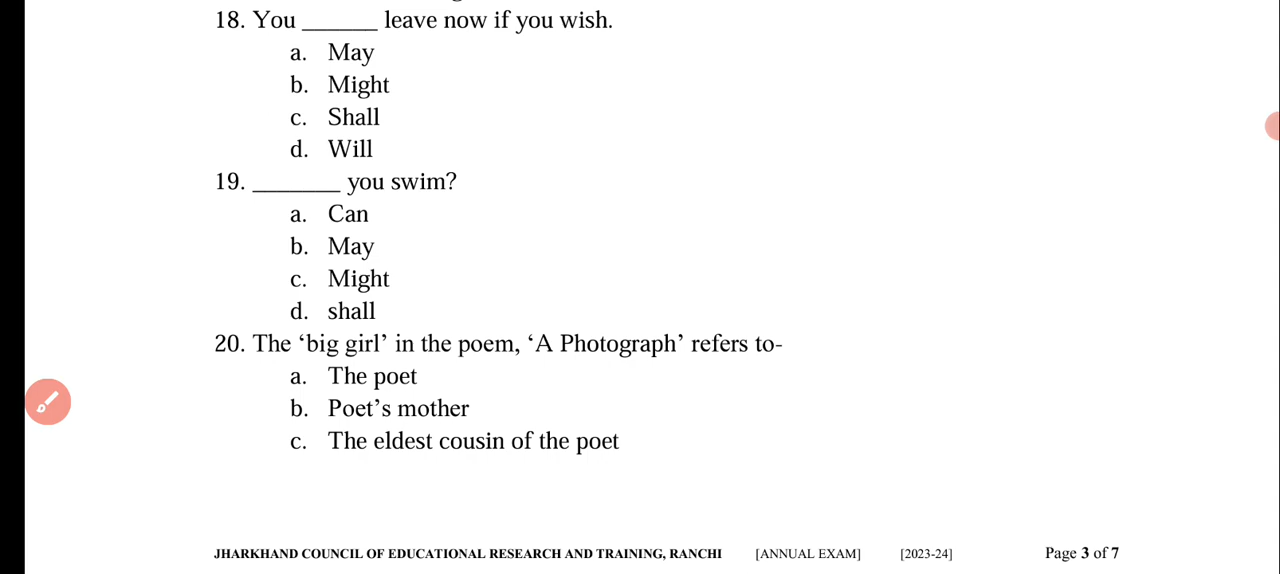 18. You ______ leave now if you wish.
a. May
b. Might
c. Shall
d. Will
19. _______ you swim?
a. Can
b. May
c. Might
d. shall
20. The ‘big girl’ in the poem, ‘A Photograph’ refers to-
a. The poet
b. Poet’s mother
c. The eldest cousin of the poet
JHARKHAND COUNCIL OF EDUCATIONAL RESEARCH AND TRAINING, RANCHI [ANNUAL EXAM] [2023-24] Page 3 of 7